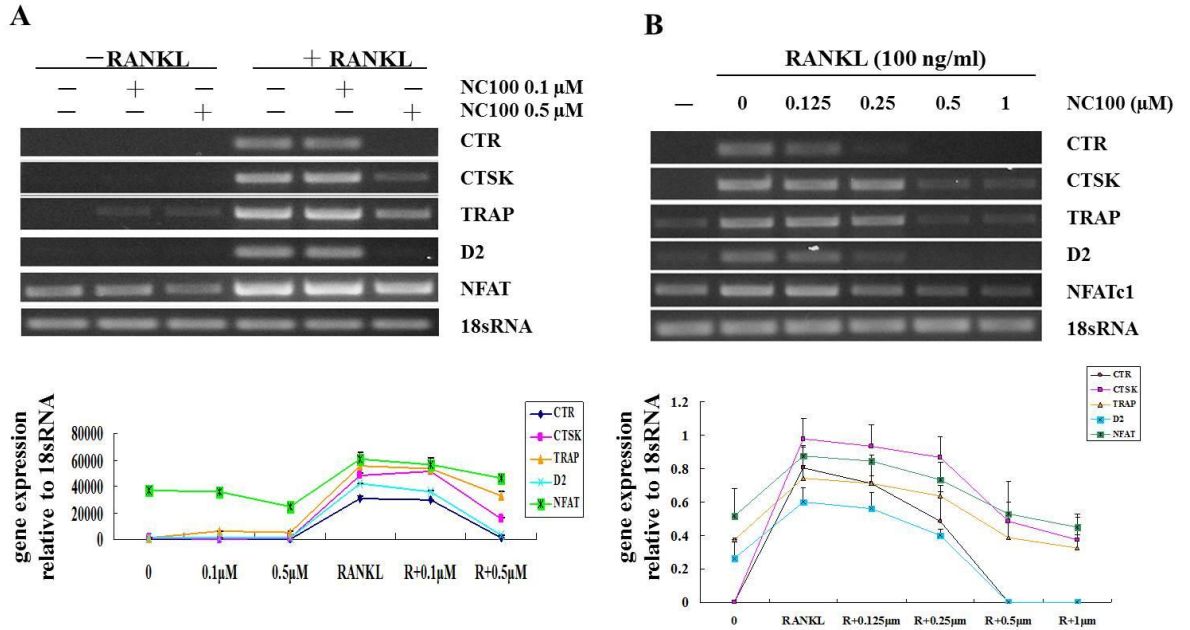 A
−RANKL + RANKL
− + − − + − NC100 0.1 μM
− − + − − + NC100 0.5 μM
CTR
CTSK
TRAP
D2
NFAT
18sRNA
gene expression
relative to 18sRNA
80000
60000
40000
20000
0
0 0.1μM 0.5μM RANKL R+0.1μM R+0.5μM
CTR
CTSK
TRAP
D2
NFAT
B
RANKL (100 ng/ml)
— 0 0.125 0.25 0.5 1 NC100 (μM)
CTR
CTSK
TRAP
D2
NFATc1
18sRNA
gene expression
relative to 18sRNA
1.2
1
0.8
0.6
0.4
0.2
0
0 RANKL R+0.125μm R+0.25μm R+0.5μm R+1μm
CTR
CTSK
TRAP
D2
NFAT